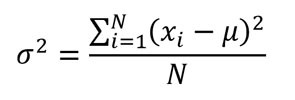 σ² = ∑ᵢ₌₁ᴺ(xᵢ − μ)² / N